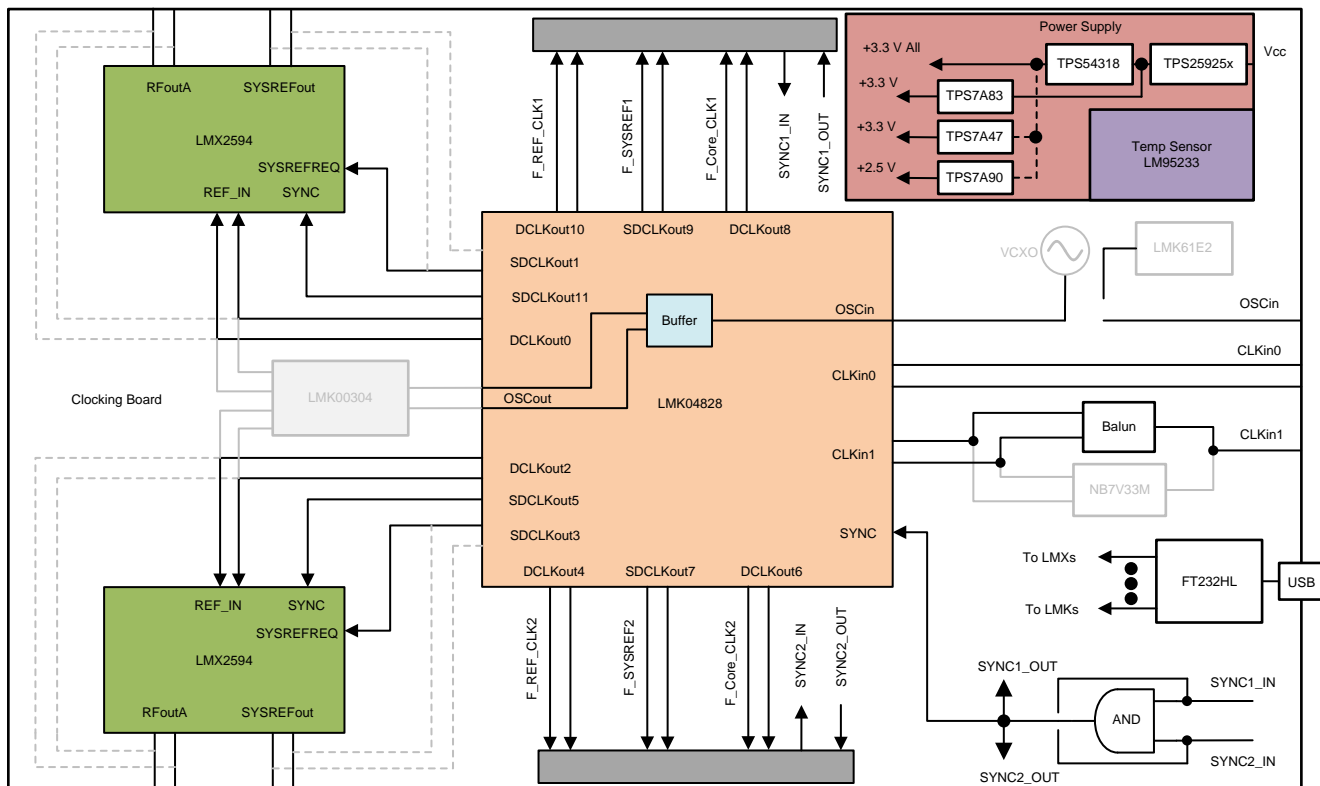 Power Supply
+3.3 V All
TPS54318
TPS25925x
Vcc
+3.3 V
TPS7A83
+3.3 V
TPS7A47
+2.5 V
TPS7A90
Temp Sensor
LM95233
RFoutA
SYSREFout
LMX2594
SYSREFREQ
REF_IN
SYNC
F_REF_CLK1
F_SYSREF1
F_Core_CLK1
SYNC1_IN
SYNC1_OUT
DCLKout10
SDCLKout9
DCLKout8
SDCLKout1
SDCLKout11
DCLKout0
Buffer
OSCin
VCXO
LMK61E2
OSCin
CLKin0
CLKin0
Clocking Board
LMK00304
OSCout
LMK04828
CLKin1
Balun
CLKin1
NB7V33M
DCLKout2
SDCLKout5
SDCLKout3
SYNC
DCLKout4
SDCLKout7
DCLKout6
To LMXs
To LMKs
FT232HL
USB
REF_IN
SYNC
SYSREFREQ
LMX2594
RFoutA
SYSREFout
F_REF_CLK2
F_SYSREF2
F_Core_CLK2
SYNC2_IN
SYNC2_OUT
SYNC1_OUT
SYNC2_OUT
AND
SYNC1_IN
SYNC2_IN